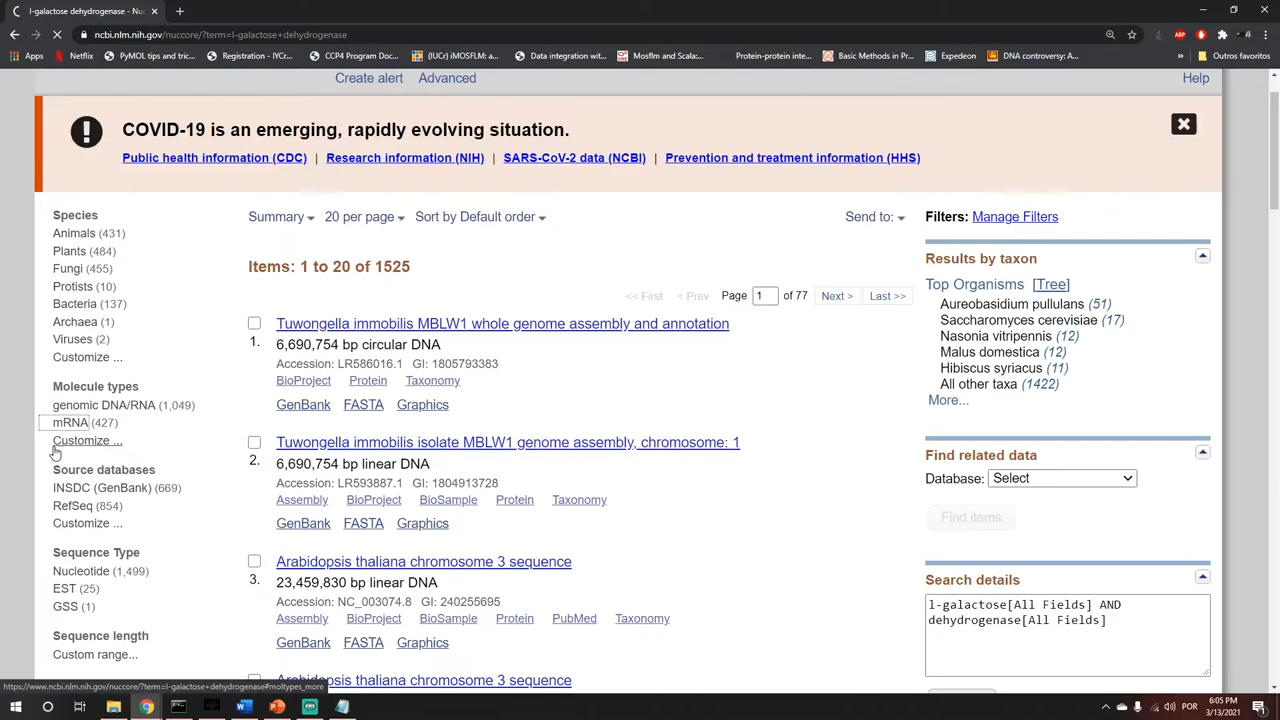 l-galactose dehydrogenase - Nuc
ncbi.nlm.nih.gov/nuccore/?term=l-galactose+dehydrogenase
Apps
Netflix
PyMOL tips and tric...
Registration - IYCr...
CCP4 Program Doc...
[IUCr] iMOSFLM: th...
Data integration wit...
Mosflm and Scala:...
Protein-protein inte...
Basic Methods in Pr...
Expedeon
DNA controversy: t...
Outros favoritos
Create alert
Advanced
Help
COVID-19 is an emerging, rapidly evolving situation.
Public health information (CDC) | Research information (NIH) | SARS-CoV-2 data (NCBI) | Prevention and treatment information (HHS)
Species
Animals (431)
Plants (484)
Fungi (455)
Protists (10)
Bacteria (137)
Archaea (1)
Viruses (2)
Customize ...
Molecule types
genomic DNA/RNA (1,049)
mRNA (427)
Customize ...
Source databases
INSDC (GenBank) (669)
RefSeq (854)
Customize ...
Sequence Type
Nucleotide (1,499)
EST (25)
GSS (1)
Sequence length
Custom range...
Summary 20 per page Sort by Default order
Send to:
Items: 1 to 20 of 1525
<< First < Prev Page 1 of 77 Next > Last >>
Tuwongella immobilis MBLW1 whole genome assembly and annotation
1. 6,690,754 bp circular DNA
Accession: LR586016.1 GI: 1805793383
BioProject Protein Taxonomy
GenBank FASTA Graphics
Tuwongella immobilis isolate MBLW1 genome assembly, chromosome: 1
2. 6,690,754 bp linear DNA
Accession: LR593887.1 GI: 1804913728
Assembly BioProject BioSample Protein Taxonomy
GenBank FASTA Graphics
Arabidopsis thaliana chromosome 3 sequence
3. 23,459,830 bp linear DNA
Accession: NC_003074.8 GI: 240255695
Assembly BioProject BioSample Protein PubMed Taxonomy
GenBank FASTA Graphics
Arabidopsis thaliana chromosome 3 sequence
Filters: Manage Filters
Results by taxon
Top Organisms [Tree]
Aureobasidium pullulans (51)
Saccharomyces cerevisiae (17)
Nasonia vitripennis (12)
Malus domestica (12)
Hibiscus syriacus (11)
All other taxa (1422)
More...
Find related data
Database: Select
Find items
Search details
l-galactose[All Fields] AND
dehydrogenase[All Fields]
https://www.ncbi.nlm.nih.gov/nuccore/?term=l-galactose+dehydrogenase#moltypes_more
POR
6:05 PM
3/13/2021